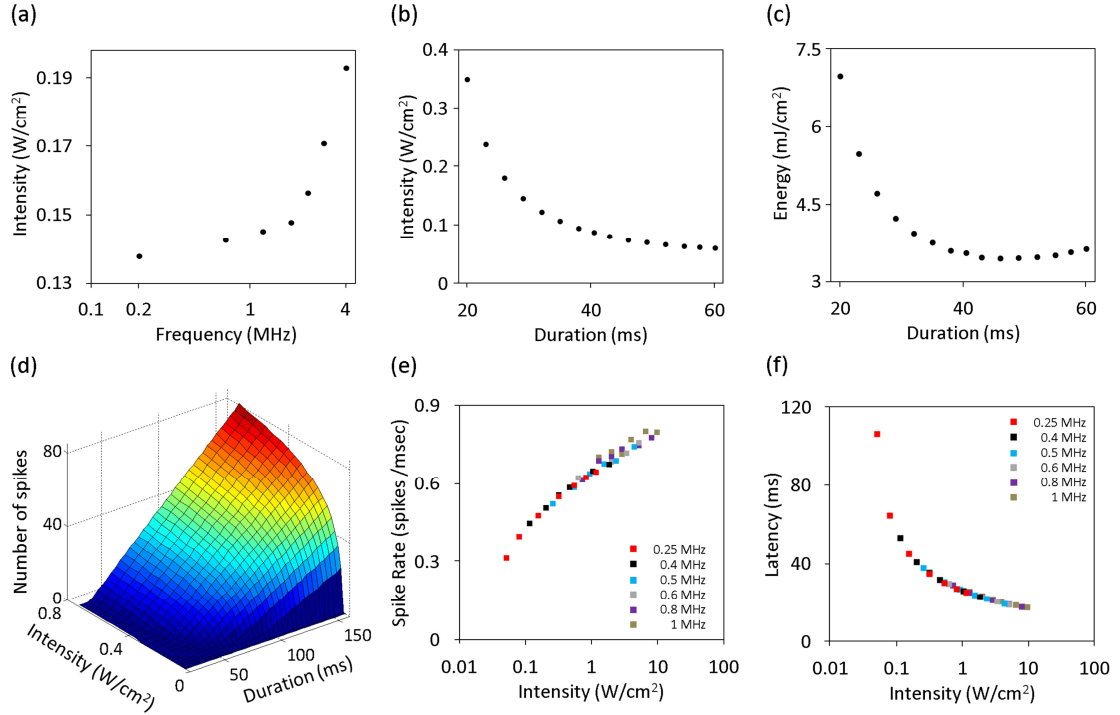 (a)
0.19
0.17
0.15
0.13
Intensity (W/cm²)
0.1 0.2 1 4
Frequency (MHz)
(b)
0.4
0.3
0.2
0.1
0
Intensity (W/cm²)
20 40 60
Duration (ms)
(c)
7.5
6
4.5
3
Energy (mJ/cm²)
20 40 60
Duration (ms)
(d)
80
40
0
Number of spikes
0.8
0.4
0
Intensity (W/cm²)
50 100 150
Duration (ms)
(e)
0.9
0.6
0.3
0
Spike Rate (spikes/msec)
0.25 MHz
0.4 MHz
0.5 MHz
0.6 MHz
0.8 MHz
1 MHz
0.01 0.1 1 10 100
Intensity (W/cm²)
(f)
120
80
40
0
Latency (ms)
0.25 MHz
0.4 MHz
0.5 MHz
0.6 MHz
0.8 MHz
1 MHz
0.01 0.1 1 10 100
Intensity (W/cm²)